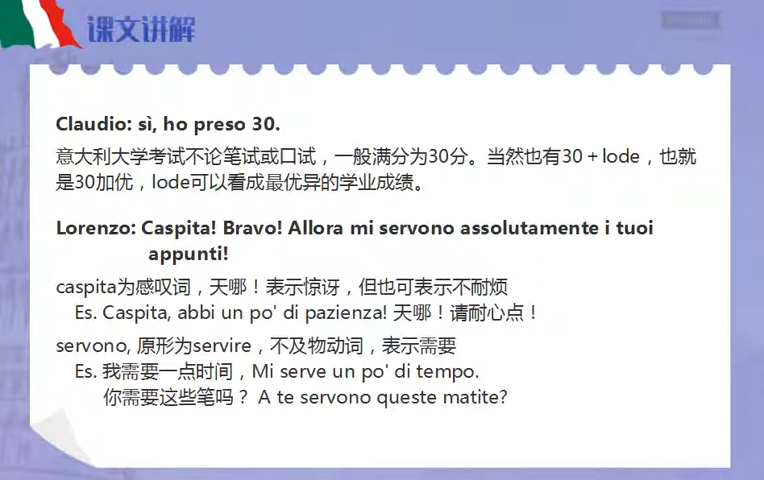 课文讲解
Claudio: sì, ho preso 30.
意大利大学考试不论笔试或口试，一般满分为30分。当然也有30＋lode，也就
是30加优，lode可以看成最优异的学业成绩。
Lorenzo: Caspita! Bravo! Allora mi servono assolutamente i tuoi
appunti!
caspita为感叹词，天哪！表示惊讶，但也可表示不耐烦
Es. Caspita, abbi un po' di pazienza! 天哪！请耐心点！
servono, 原形为servire，不及物动词，表示需要
Es. 我需要一点时间，Mi serve un po' di tempo.
你需要这些笔吗？ A te servono queste matite?